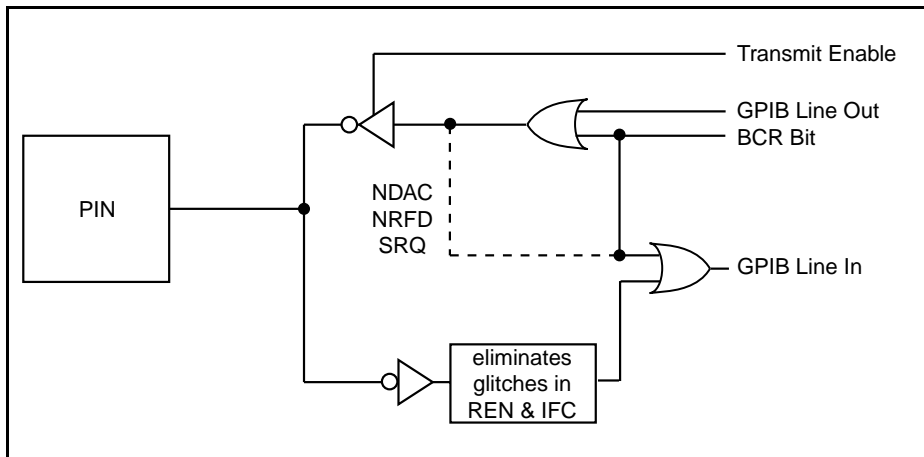 Transmit Enable
GPIB Line Out
BCR Bit
PIN
NDAC
NRFD
SRQ
GPIB Line In
eliminates
glitches in
REN & IFC